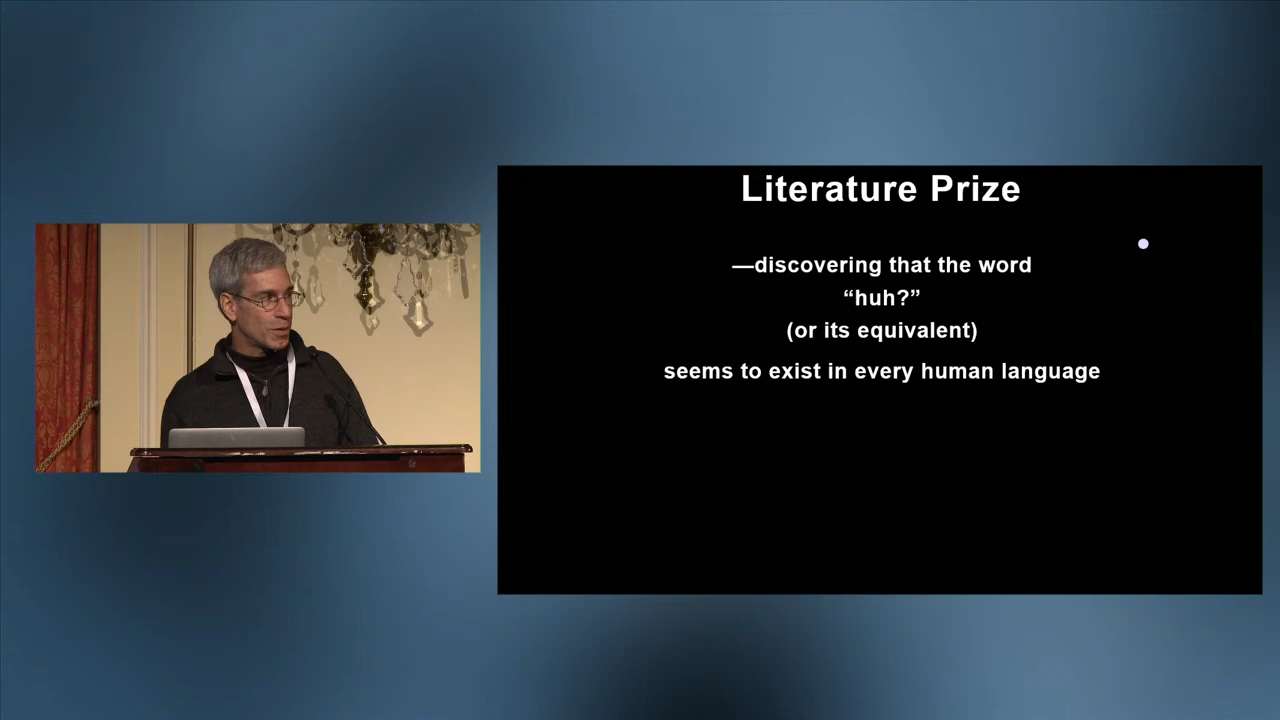 Literature Prize
—discovering that the word
“huh?”
(or its equivalent)
seems to exist in every human language